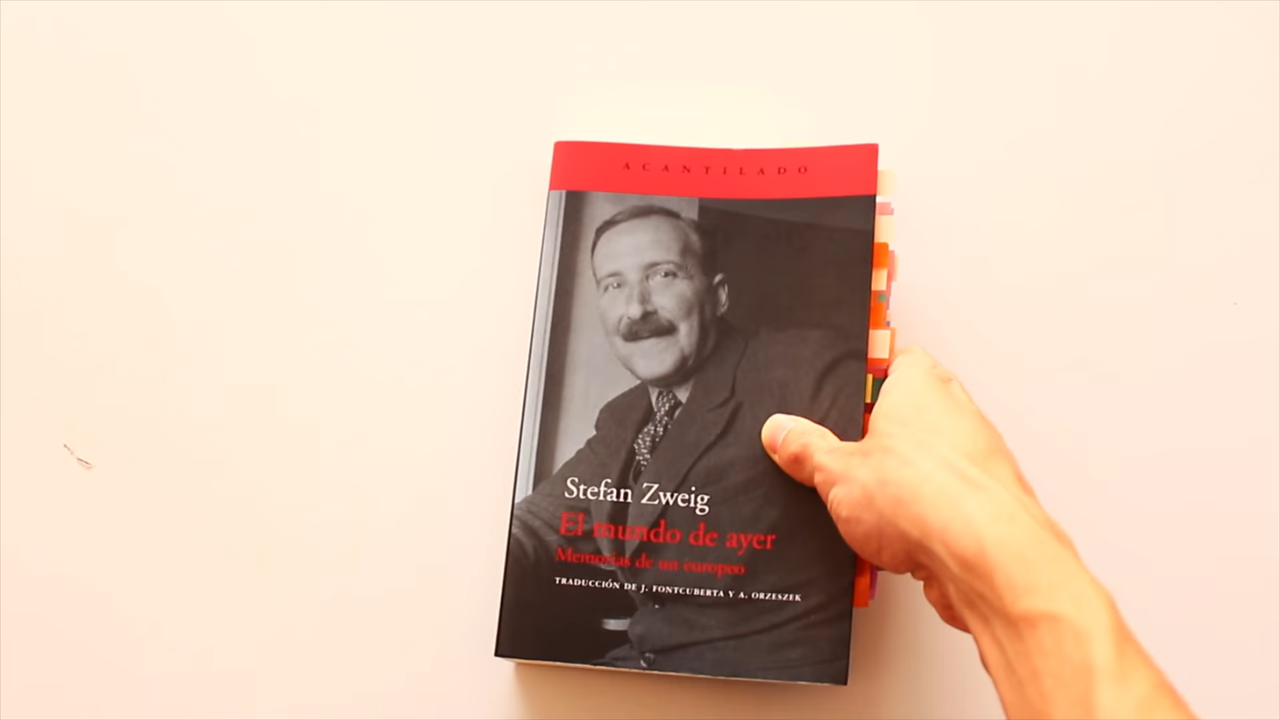 ACANTILADO
Stefan Zweig
El mundo de ayer
Memorias de un europeo
TRADUCCIÓN DE J. FONTCUBERTA Y A. ORZESZEK